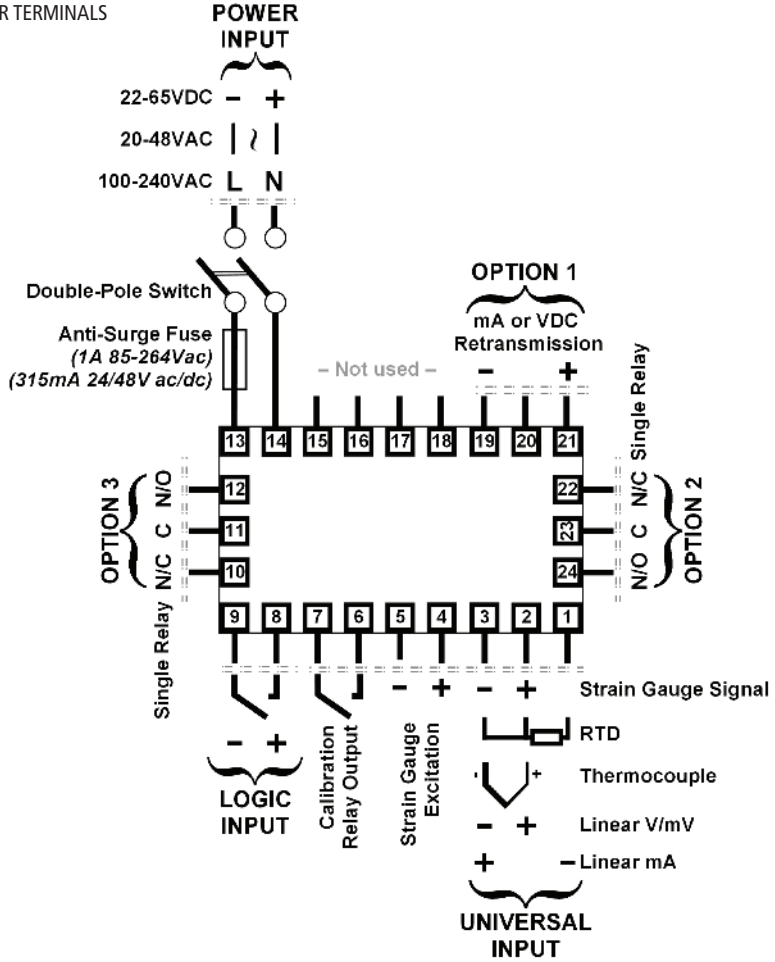 R TERMINALS
POWER
INPUT
22-65VDC − +
20-48VAC ~
100-240VAC L N
Double-Pole Switch
Anti-Surge Fuse
(1A 85-264Vac)
(315mA 24/48V ac/dc)
– Not used –
OPTION 1
mA or VDC
Retransmission
− +
Single Relay
13 14 15 16 17 18 19 20 21
OPTION 3
N/O 12
C 11
N/C 10
Single Relay
22 N/C
23 C
24 N/O
OPTION 2
9 8 7 6 5 4 3 2 1
− +
LOGIC
INPUT
Calibration
Relay Output
− +
Strain Gauge
Excitation
− + Strain Gauge Signal
RTD
- + Thermocouple
− + Linear V/mV
+ − Linear mA
UNIVERSAL
INPUT